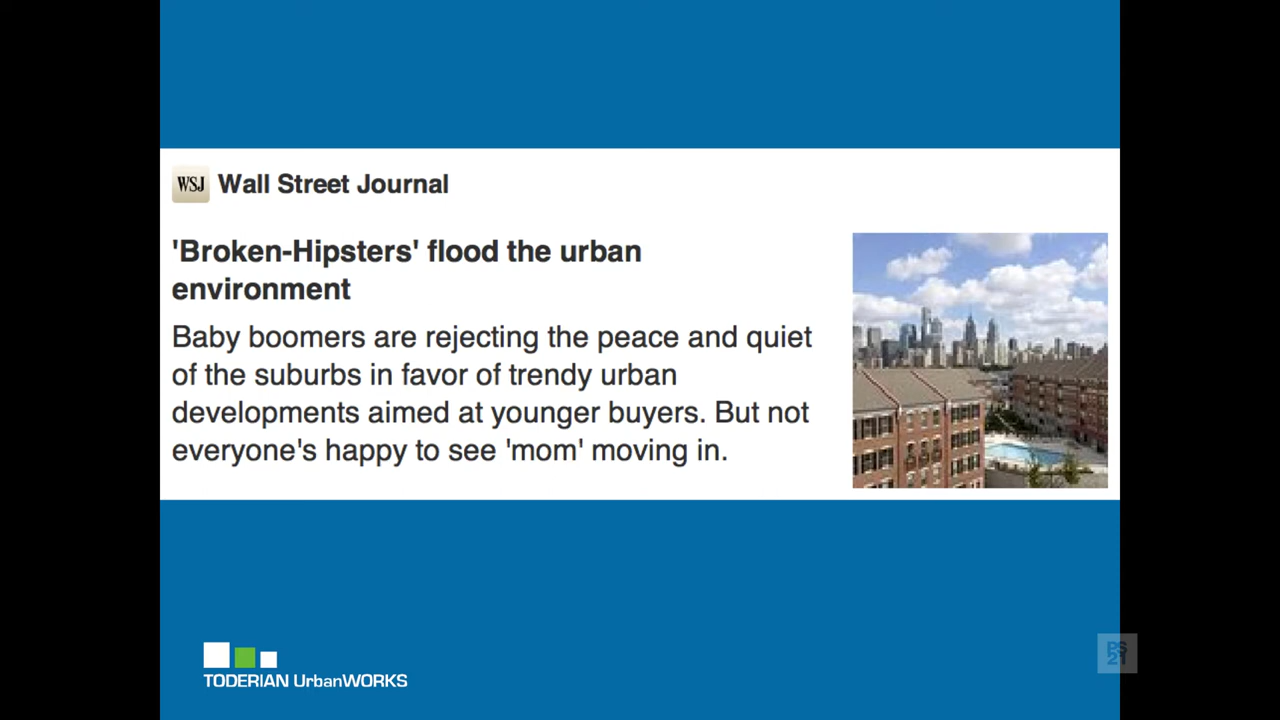 WSJ Wall Street Journal
'Broken-Hipsters' flood the urban
environment
Baby boomers are rejecting the peace and quiet
of the suburbs in favor of trendy urban
developments aimed at younger buyers. But not
everyone's happy to see 'mom' moving in.
TODERIAN UrbanWORKS
PS
21